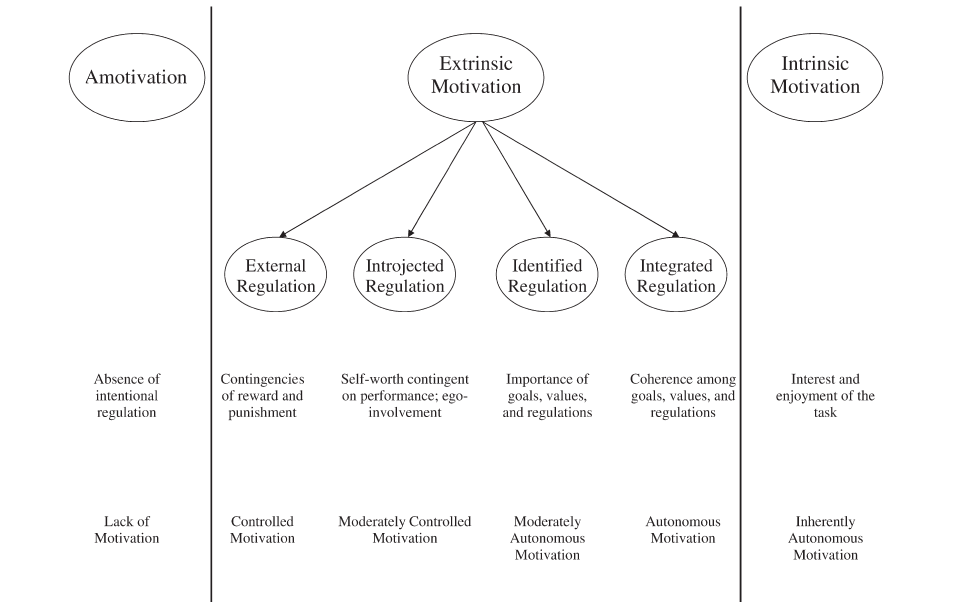 Amotivation
Extrinsic
Motivation
Intrinsic
Motivation
External
Regulation
Introjected
Regulation
Identified
Regulation
Integrated
Regulation
Absence of
intentional
regulation
Contingencies
of reward and
punishment
Self-worth contingent
on performance; ego-
involvement
Importance of
goals, values,
and regulations
Coherence among
goals, values, and
regulations
Interest and
enjoyment of the
task
Lack of
Motivation
Controlled
Motivation
Moderately Controlled
Motivation
Moderately
Autonomous
Motivation
Autonomous
Motivation
Inherently
Autonomous
Motivation